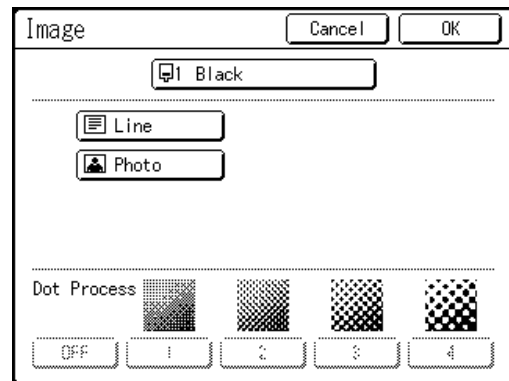 Image Cancel OK
1 Black
Line
Photo
Dot Process
OFF 1 2 3 4